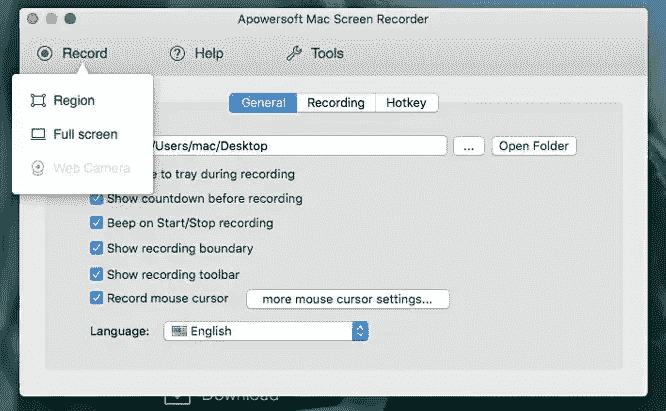 Apowersoft Mac Screen Recorder
Record Help Tools
Region
Full screen
Web Camera
General Recording Hotkey
/Users/mac/Desktop ... Open Folder
to tray during recording
Show countdown before recording
Beep on Start/Stop recording
Show recording boundary
Show recording toolbar
Record mouse cursor more mouse cursor settings...
Language: English
Download